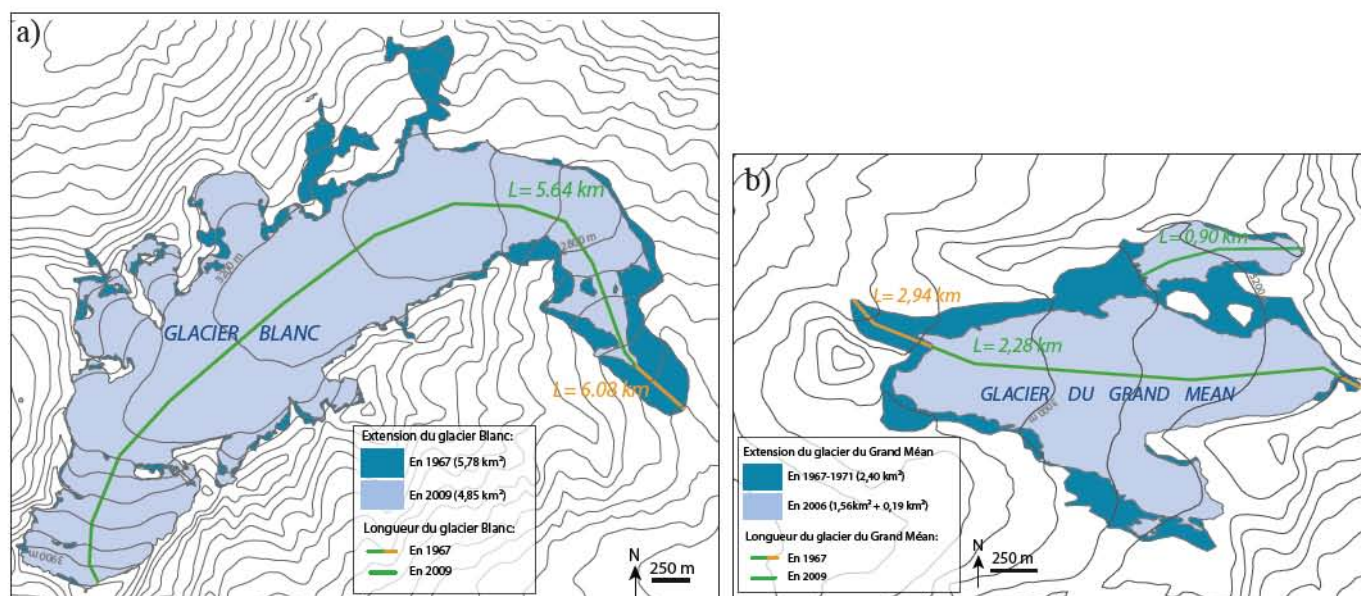 a)
L= 5.64 km
2800 m
GLACIER BLANC
L= 6.08 km
Extension du glacier Blanc:
En 1967 (5,78 km²)
En 2009 (4,85 km²)
Longueur du glacier Blanc:
En 1967
En 2009
N
250 m
b)
L= 0,90 km
L= 2,94 km
L= 2,28 km
GLACIER DU GRAND MEAN
3000 m
Extension du glacier du Grand Méan
En 1967-1971 (2,40 km²)
En 2006 (1,56km² + 0,19 km²)
Longueur du glacier du Grand Méan:
En 1967
En 2009
N
250 m